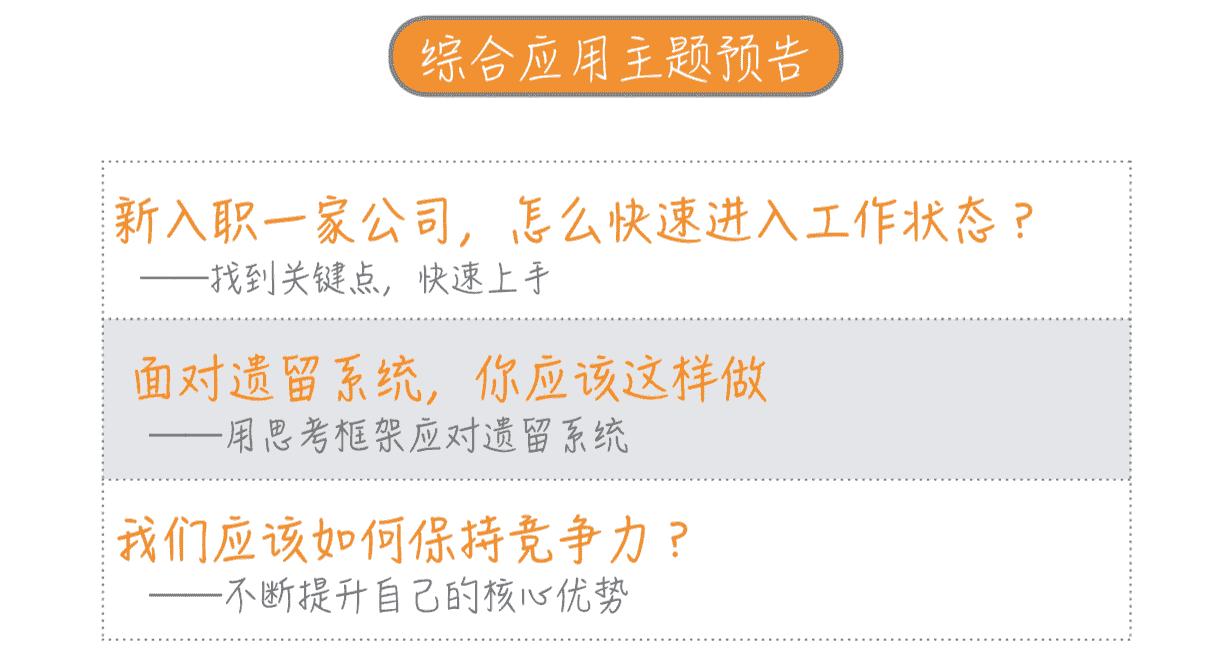 综合应用主题预告
新入职一家公司，怎么快速进入工作状态？
——找到关键点，快速上手
面对遗留系统，你应该这样做
——用思考框架应对遗留系统
我们应该如何保持竞争力？
——不断提升自己的核心优势